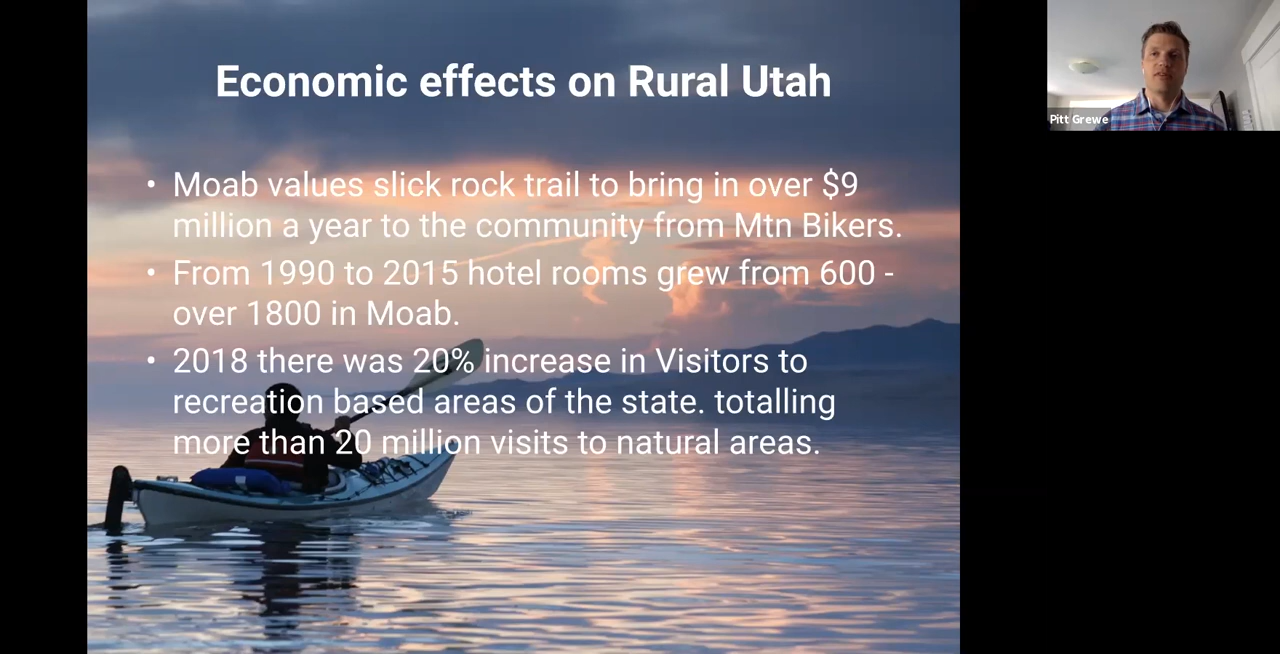 Economic effects on Rural Utah
• Moab values slick rock trail to bring in over $9
million a year to the community from Mtn Bikers.
• From 1990 to 2015 hotel rooms grew from 600 -
over 1800 in Moab.
• 2018 there was 20% increase in Visitors to
recreation based areas of the state. totalling
more than 20 million visits to natural areas.
Pitt Grewe